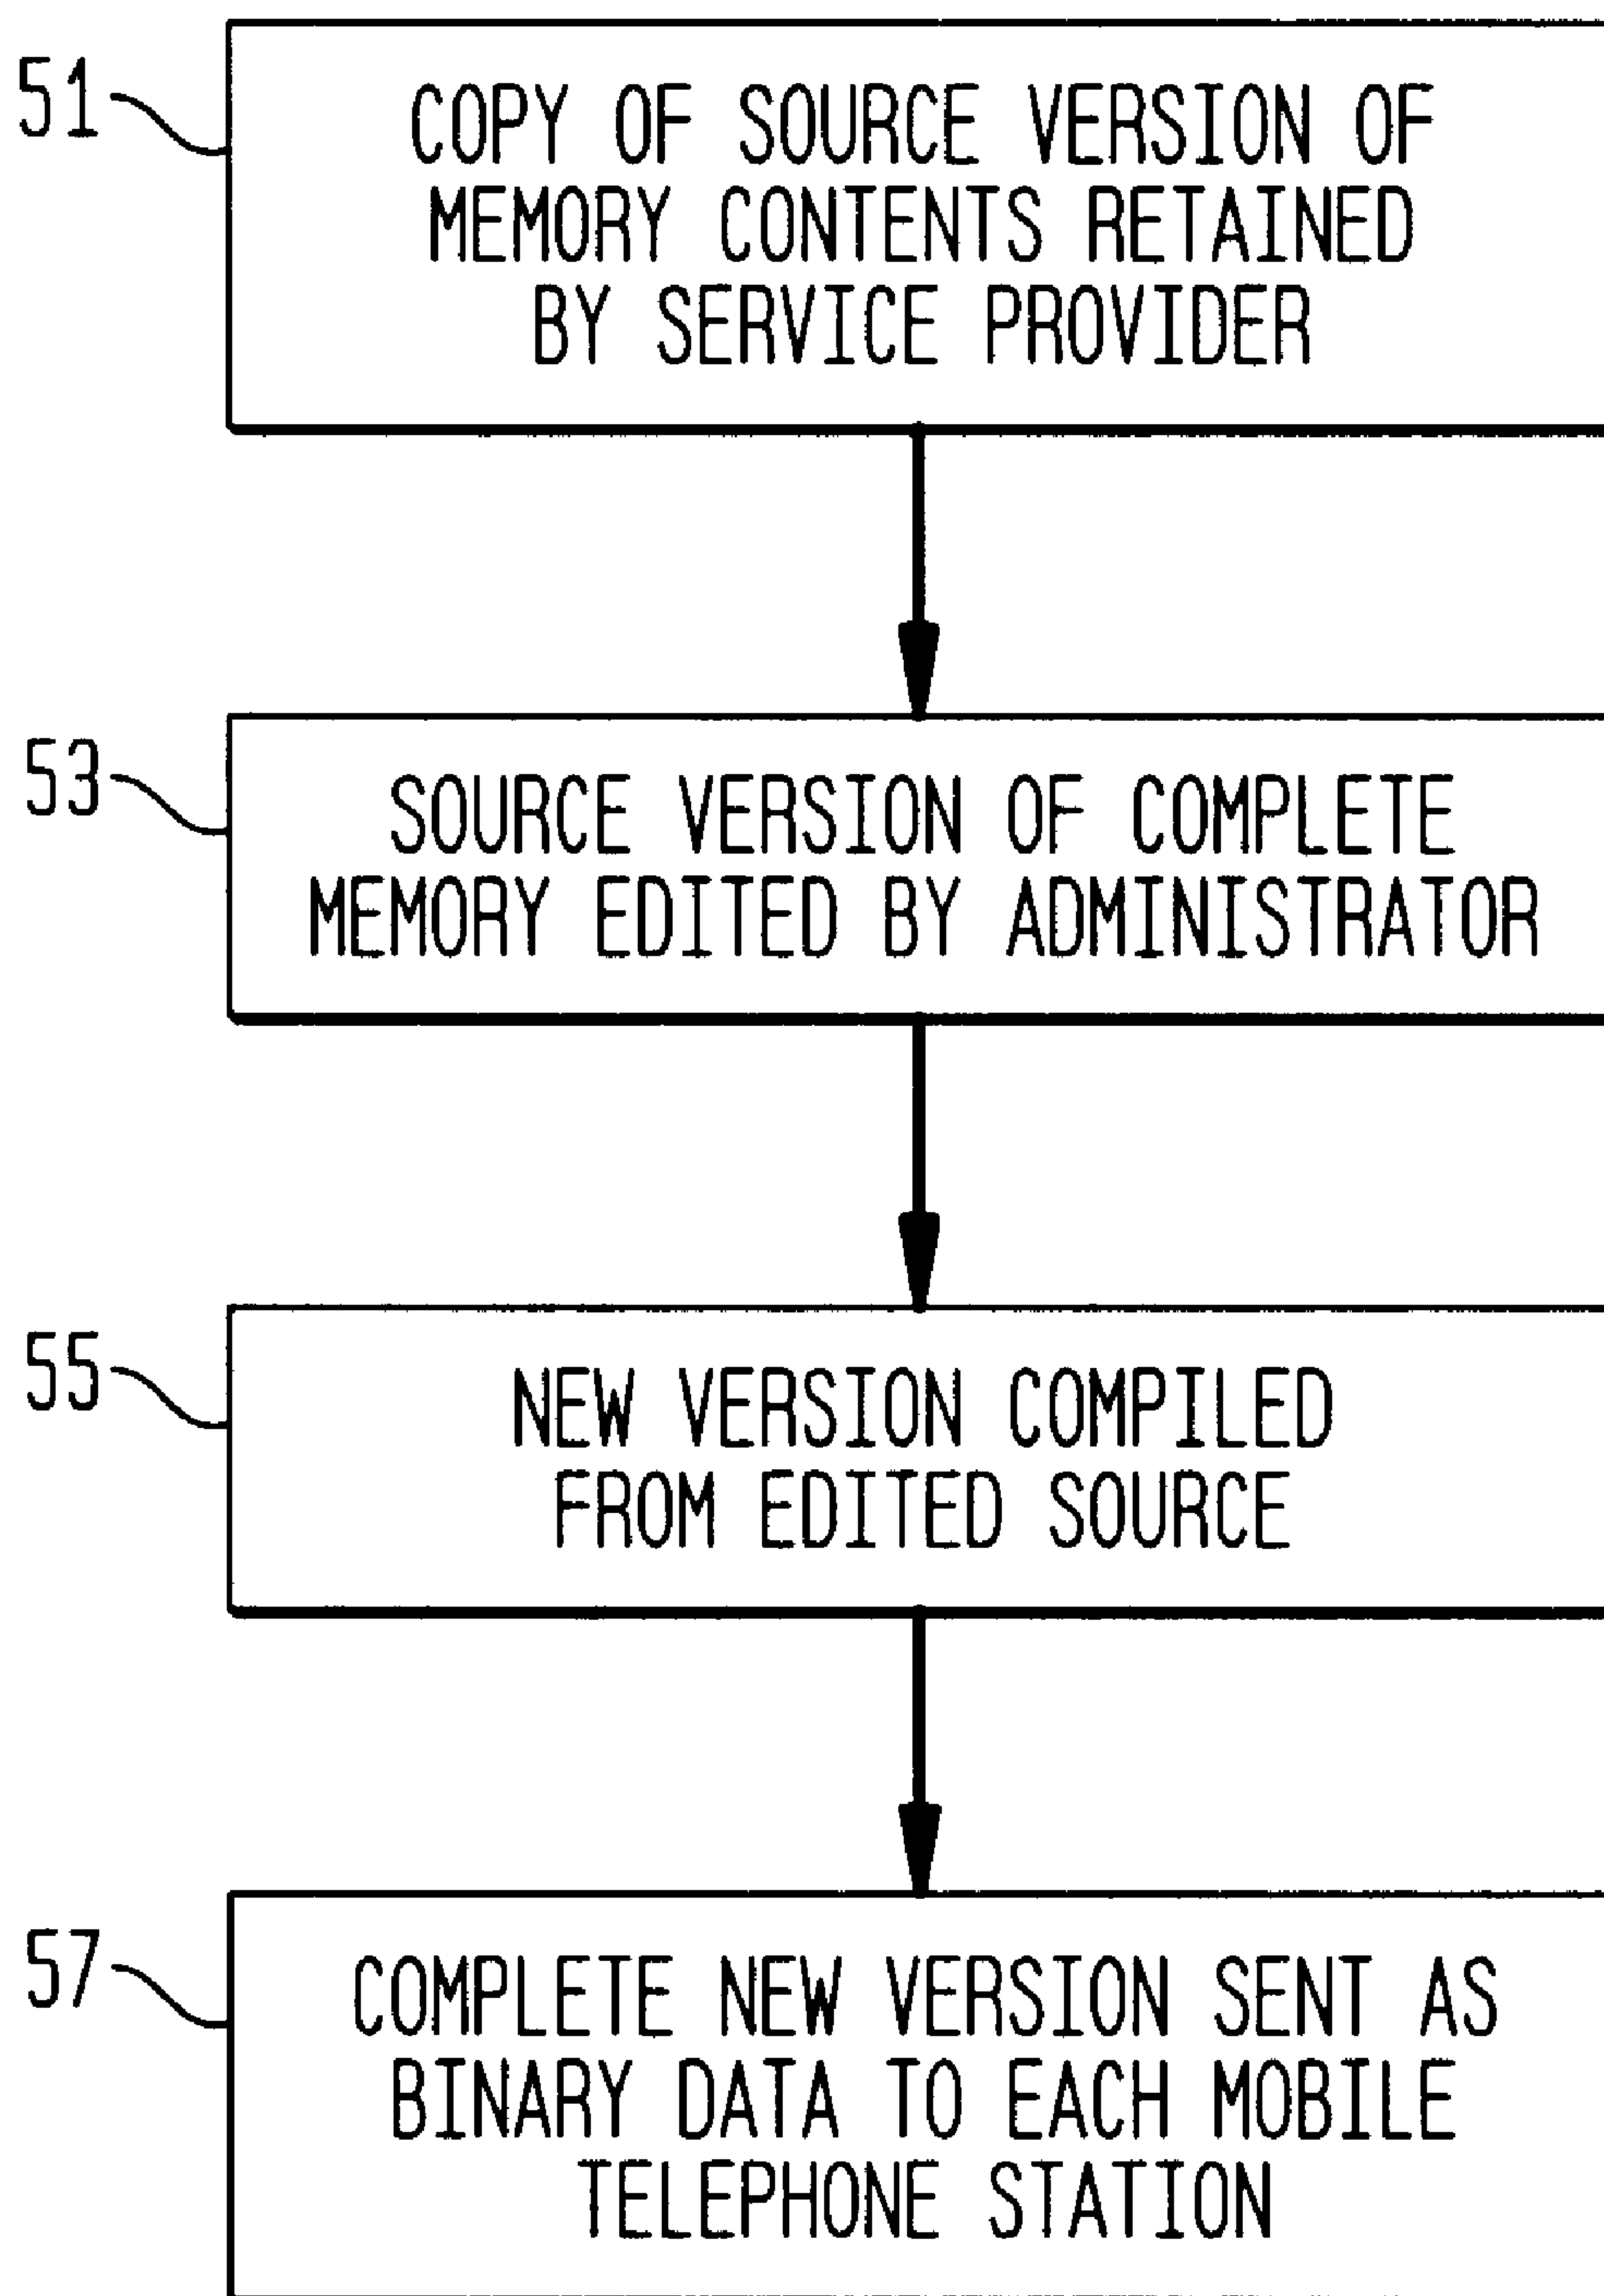 51
COPY OF SOURCE VERSION OF
MEMORY CONTENTS RETAINED
BY SERVICE PROVIDER
53
SOURCE VERSION OF COMPLETE
MEMORY EDITED BY ADMINISTRATOR
55
NEW VERSION COMPILED
FROM EDITED SOURCE
57
COMPLETE NEW VERSION SENT AS
BINARY DATA TO EACH MOBILE
TELEPHONE STATION